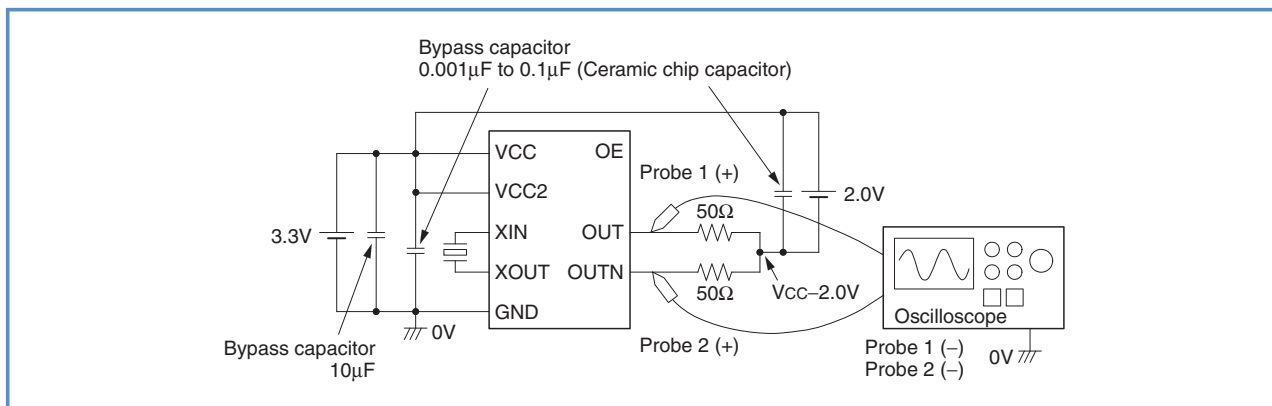 Bypass capacitor
0.001μF to 0.1μF (Ceramic chip capacitor)
VCC
OE
Probe 1 (+)
VCC2
2.0V
50Ω
3.3V
XIN
OUT
XOUT
OUTN
50Ω
VCC−2.0V
GND
Oscilloscope
0V
Bypass capacitor
10μF
Probe 2 (+)
Probe 1 (−)
Probe 2 (−)
0V